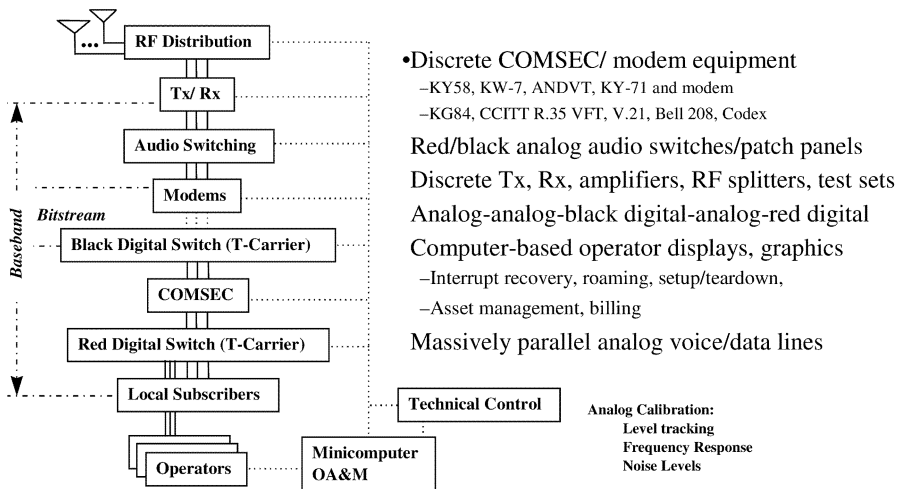 RF Distribution
Tx/ Rx
Audio Switching
Modems
Bitstream
Baseband
Black Digital Switch (T-Carrier)
COMSEC
Red Digital Switch (T-Carrier)
Local Subscribers
Operators
Technical Control
Minicomputer
OA&M
•Discrete COMSEC/ modem equipment
–KY58, KW-7, ANDVT, KY-71 and modem
–KG84, CCITT R.35 VFT, V.21, Bell 208, Codex
Red/black analog audio switches/patch panels
Discrete Tx, Rx, amplifiers, RF splitters, test sets
Analog-analog-black digital-analog-red digital
Computer-based operator displays, graphics
–Interrupt recovery, roaming, setup/teardown,
–Asset management, billing
Massively parallel analog voice/data lines
Analog Calibration:
Level tracking
Frequency Response
Noise Levels